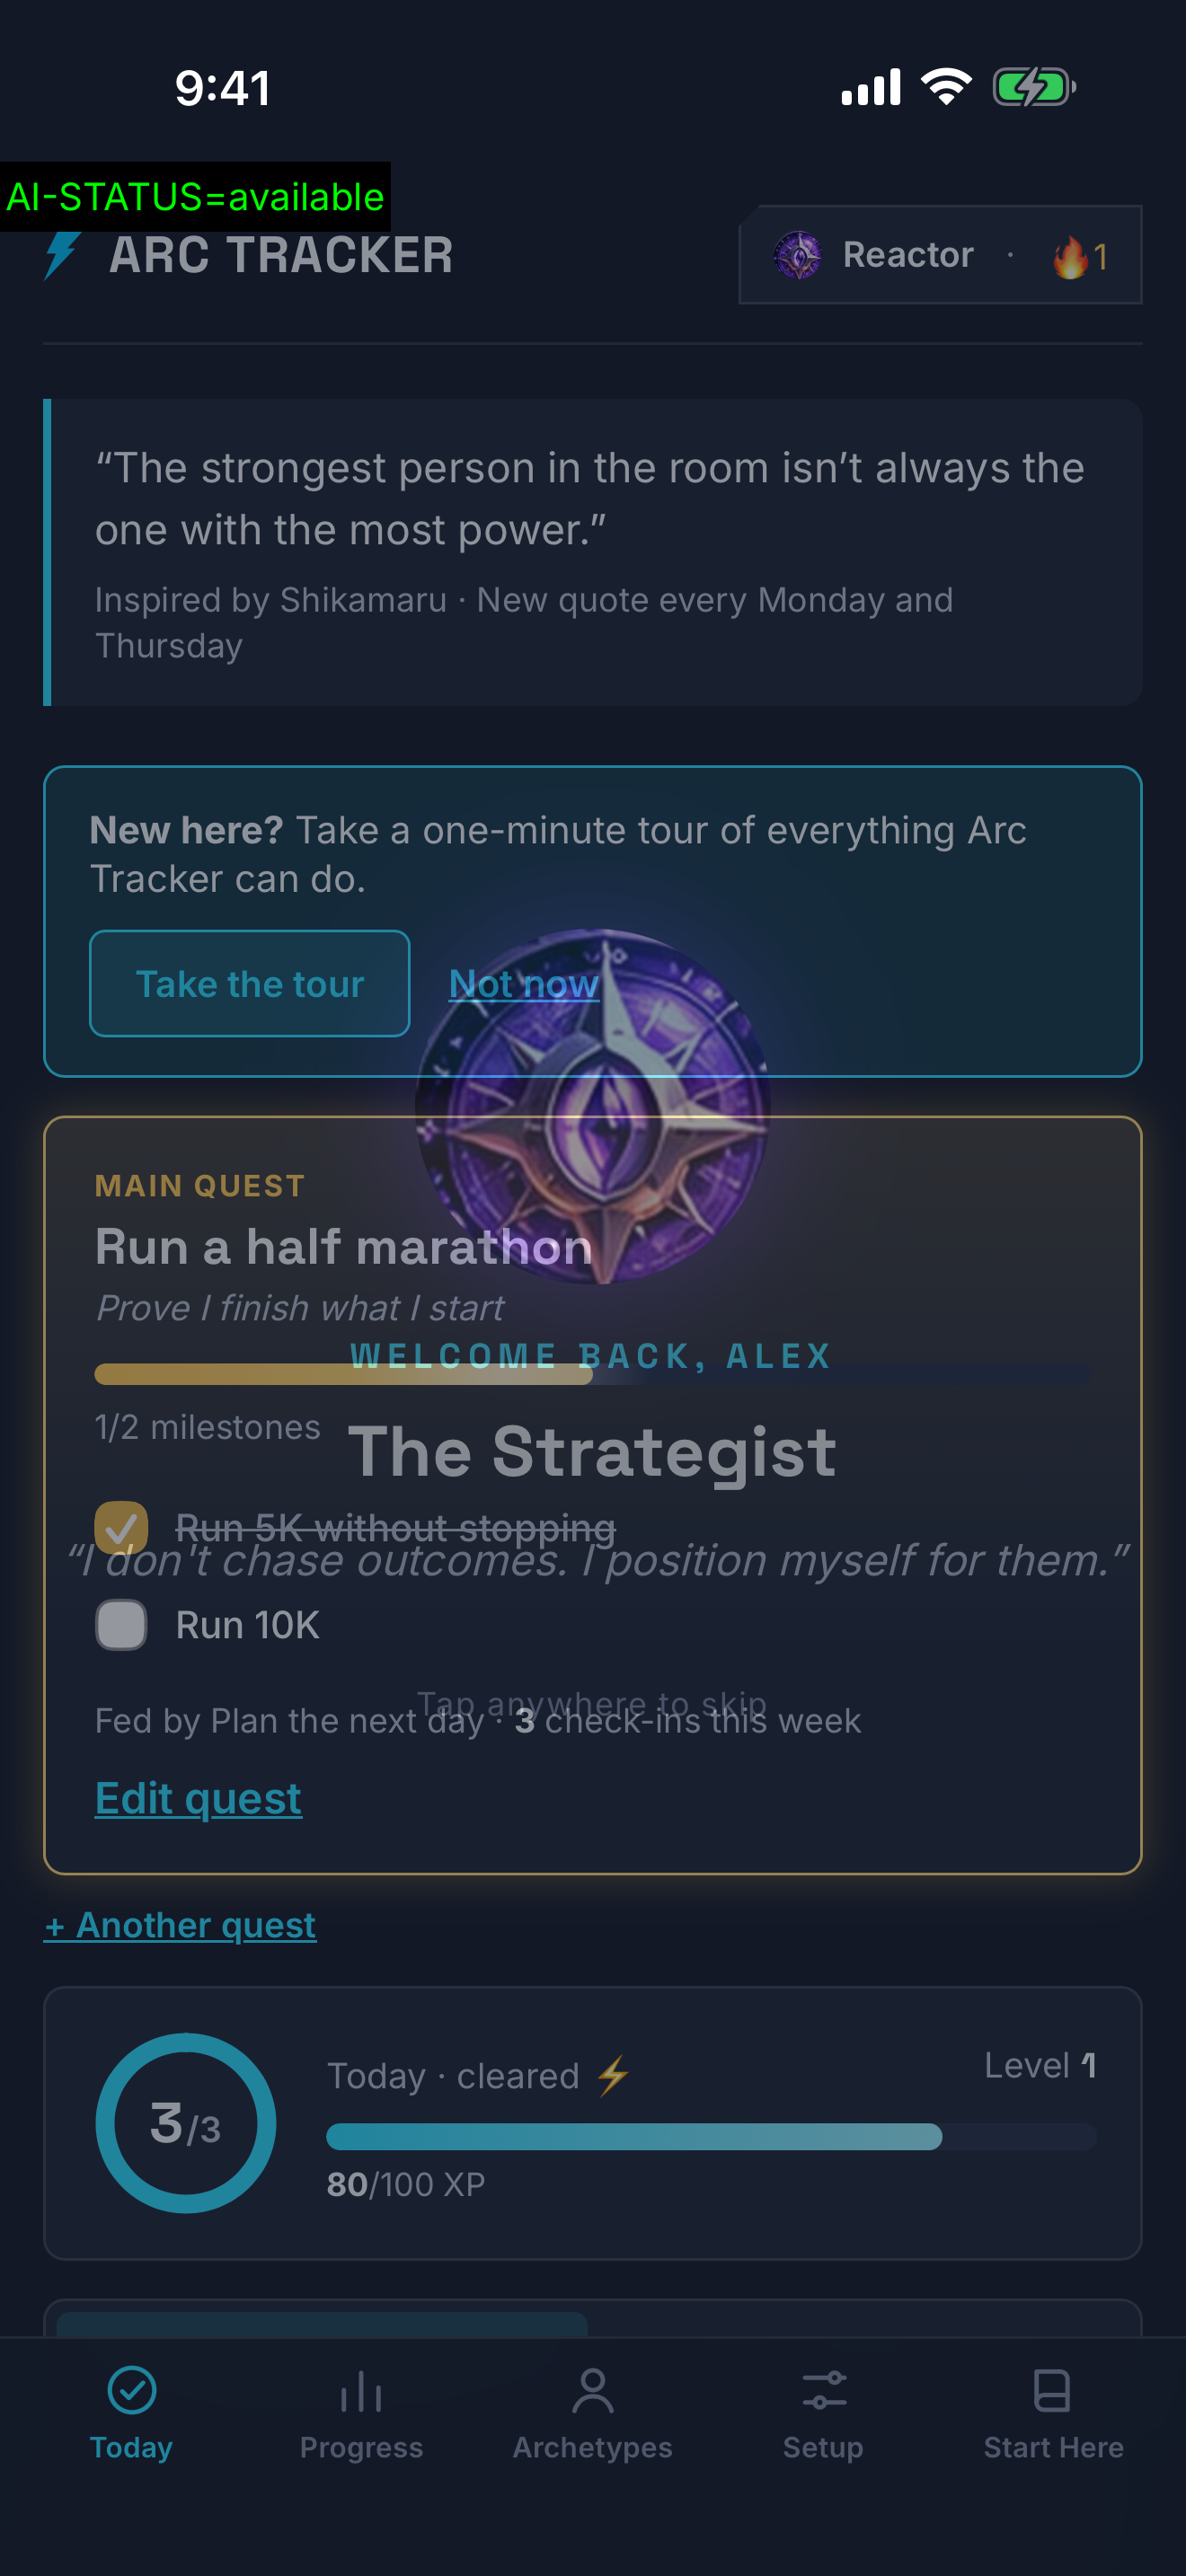 9:41
AI-STATUS=available
ARC TRACKER
Reactor · 🔥1
“The strongest person in the room isn’t always the
one with the most power.”
Inspired by Shikamaru · New quote every Monday and
Thursday
New here? Take a one-minute tour of everything Arc
Tracker can do.
Take the tour
Not now
MAIN QUEST
Run a half marathon
Prove I finish what I start
WELCOME BACK, ALEX
1/2 milestones
The Strategist
Run 5K without stopping
“I don't chase outcomes. I position myself for them.”
Run 10K
Tap anywhere to skip
Fed by Plan the next day · 3 check-ins this week
Edit quest
+ Another quest
3/3
Today · cleared ⚡
Level 1
80/100 XP
Today
Progress
Archetypes
Setup
Start Here